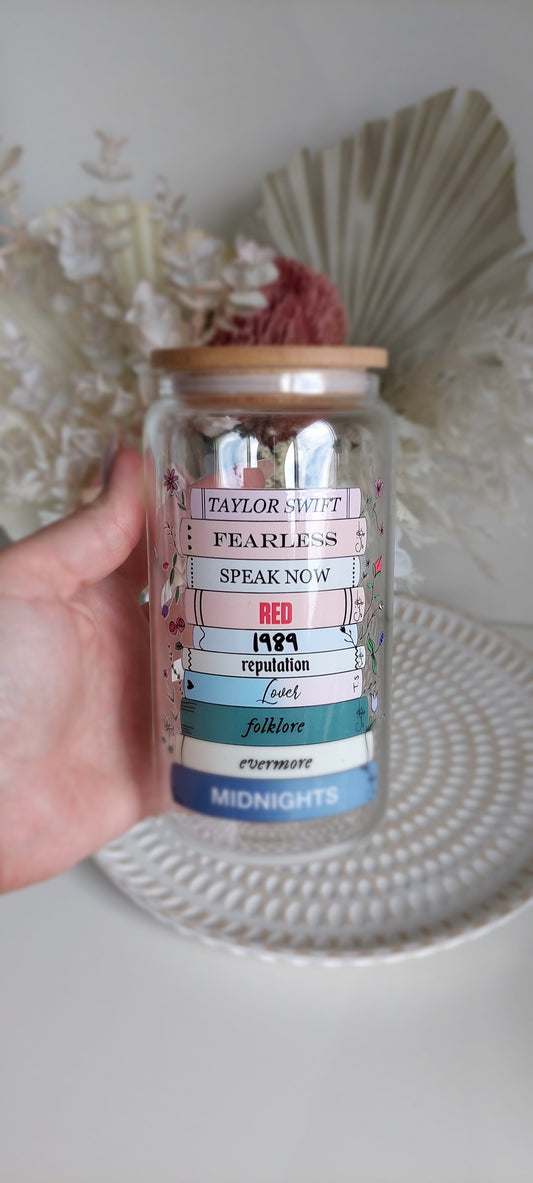 TAYLOR SWIFT
FEARLESS
SPEAK NOW
RED
1989
reputation
Lover
T S
folklore
evermore
MIDNIGHTS